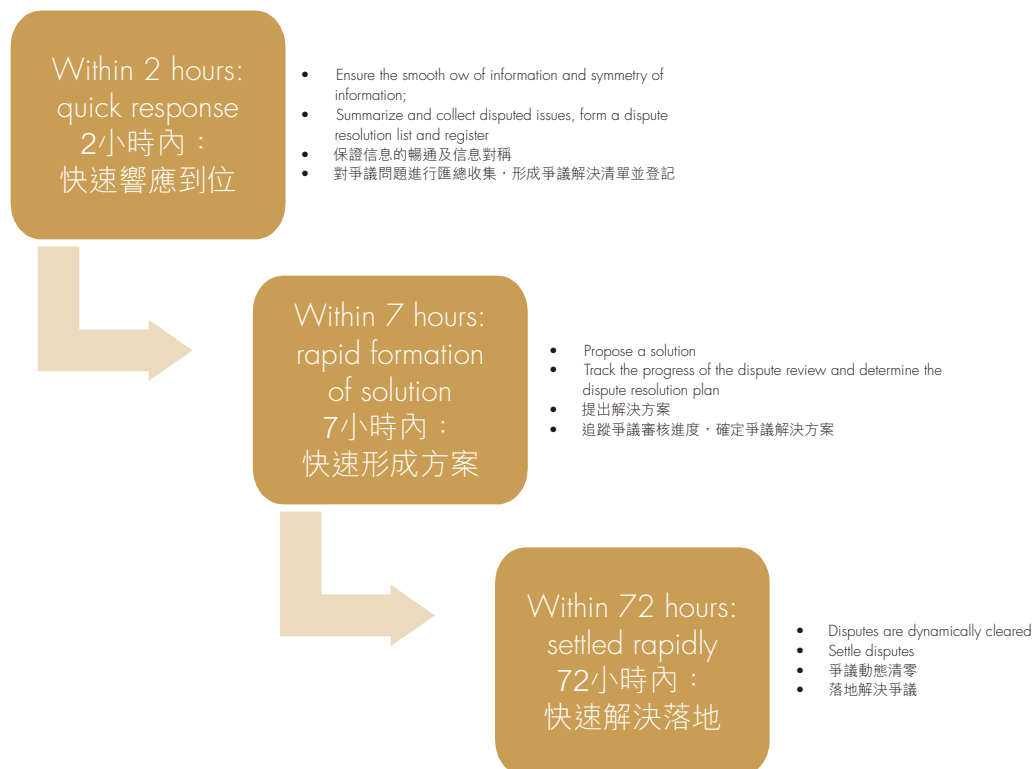 Within 2 hours:
quick response
2小時內：
快速響應到位
• Ensure the smooth ow of information and symmetry of
information;
• Summarize and collect disputed issues, form a dispute
resolution list and register
• 保證信息的暢通及信息對稱
• 對爭議問題進行匯總收集，形成爭議解決清單並登記
Within 7 hours:
rapid formation
of solution
7小時內：
快速形成方案
• Propose a solution
• Track the progress of the dispute review and determine the
dispute resolution plan
• 提出解決方案
• 追蹤爭議審核進度，確定爭議解決方案
Within 72 hours:
settled rapidly
72小時內：
快速解決落地
• Disputes are dynamically cleared
• Settle disputes
• 爭議動態清零
• 落地解決爭議